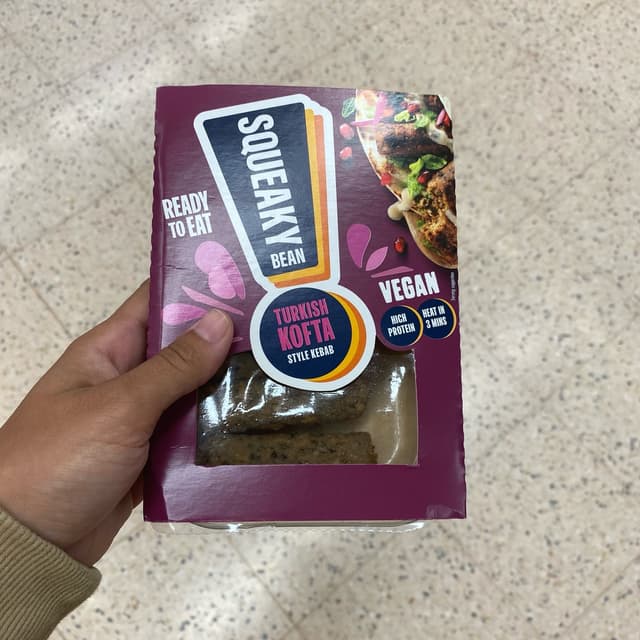 SQUEAKY
BEAN
READY
TO EAT
VEGAN
HIGH
PROTEIN
HEAT IN
3 MINS
TURKISH
KOFTA
STYLE KEBAB